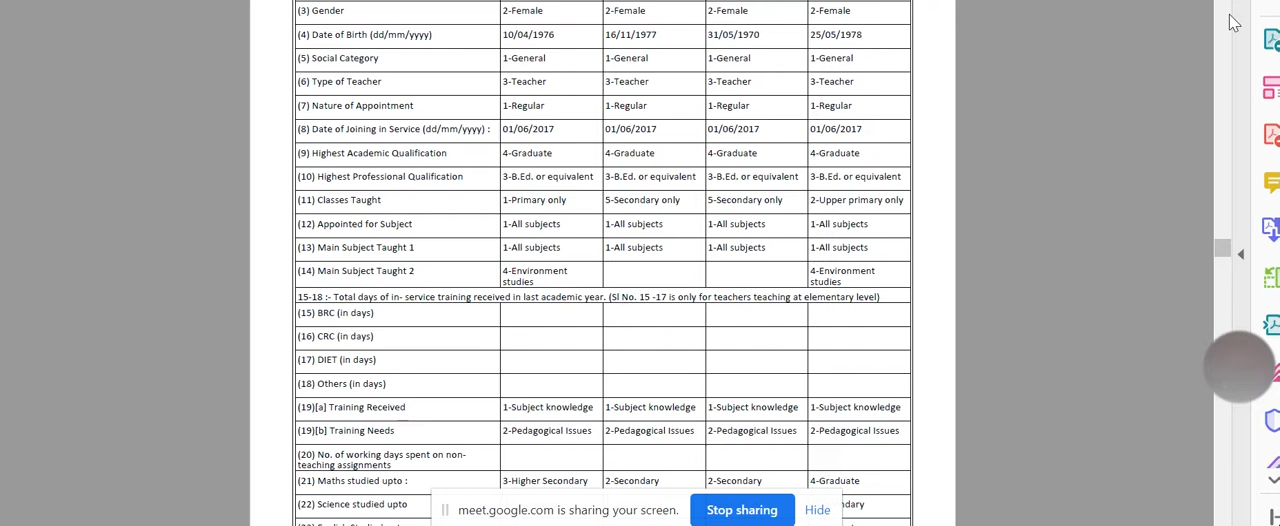 (3) Gender 2-Female 2-Female 2-Female 2-Female
(4) Date of Birth (dd/mm/yyyy) 10/04/1976 16/11/1977 31/05/1970 25/05/1978
(5) Social Category 1-General 1-General 1-General 1-General
(6) Type of Teacher 3-Teacher 3-Teacher 3-Teacher 3-Teacher
(7) Nature of Appointment 1-Regular 1-Regular 1-Regular 1-Regular
(8) Date of Joining in Service (dd/mm/yyyy) : 01/06/2017 01/06/2017 01/06/2017 01/06/2017
(9) Highest Academic Qualification 4-Graduate 4-Graduate 4-Graduate 4-Graduate
(10) Highest Professional Qualification 3-B.Ed. or equivalent 3-B.Ed. or equivalent 3-B.Ed. or equivalent 3-B.Ed. or equivalent
(11) Classes Taught 1-Primary only 5-Secondary only 5-Secondary only 2-Upper primary only
(12) Appointed for Subject 1-All subjects 1-All subjects 1-All subjects 1-All subjects
(13) Main Subject Taught 1 1-All subjects 1-All subjects 1-All subjects 1-All subjects
(14) Main Subject Taught 2 4-Environment 4-Environment
studies studies
15-18 :- Total days of in- service training received in last academic year. (Sl No. 15 -17 is only for teachers teaching at elementary level)
(15) BRC (in days)
(16) CRC (in days)
(17) DIET (in days)
(18) Others (in days)
(19)[a] Training Received 1-Subject knowledge 1-Subject knowledge 1-Subject knowledge 1-Subject knowledge
(19)[b] Training Needs 2-Pedagogical Issues 2-Pedagogical Issues 2-Pedagogical Issues 2-Pedagogical Issues
(20) No. of working days spent on non-
teaching assignments
(21) Maths studied upto : 3-Higher Secondary 2-Secondary 2-Secondary 4-Graduate
(22) Science studied upto
meet.google.com is sharing your screen. Stop sharing Hide